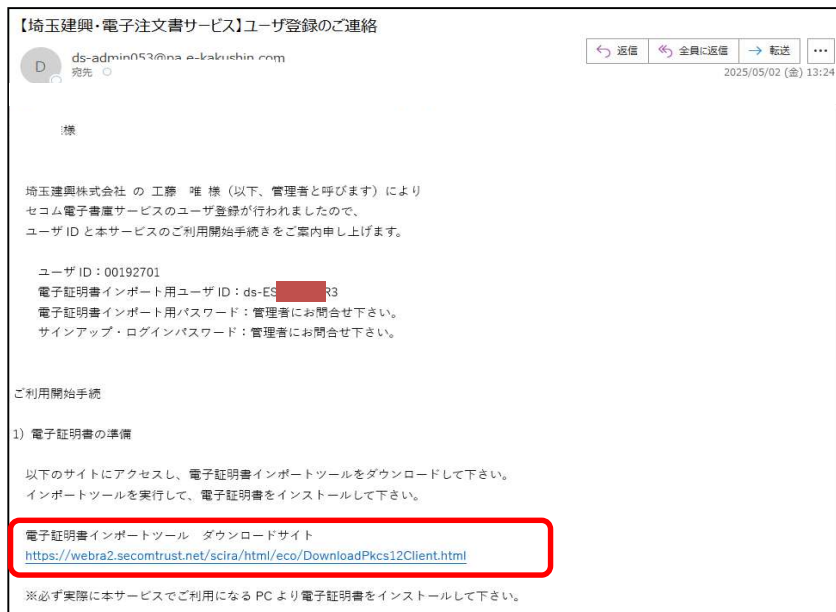 【埼玉建興・電子注文書サービス】ユーザ登録のご連絡
D
ds-admin053@na.e-kakushin.com
宛先
返信
全員に返信
転送
2025/05/02 (金) 13:24
様
埼玉建興株式会社 の 工藤 唯 様（以下、管理者と呼びます）により
セコム電子書庫サービスのユーザ登録が行われましたので、
ユーザ ID と本サービスのご利用開始手続きをご案内申し上げます。
ユーザ ID：00192701
電子証明書インポート用ユーザ ID：ds-ES R3
電子証明書インポート用パスワード：管理者にお問合せ下さい。
サインアップ・ログインパスワード：管理者にお問合せ下さい。
ご利用開始手続
1) 電子証明書の準備
以下のサイトにアクセスし、電子証明書インポートツールをダウンロードして下さい。
インポートツールを実行して、電子証明書をインストールして下さい。
電子証明書インポートツール ダウンロードサイト
https://webra2.secomtrust.net/scira/html/eco/DownloadPkcs12Client.html
※必ず実際に本サービスでご利用になる PC より電子証明書をインストールして下さい。